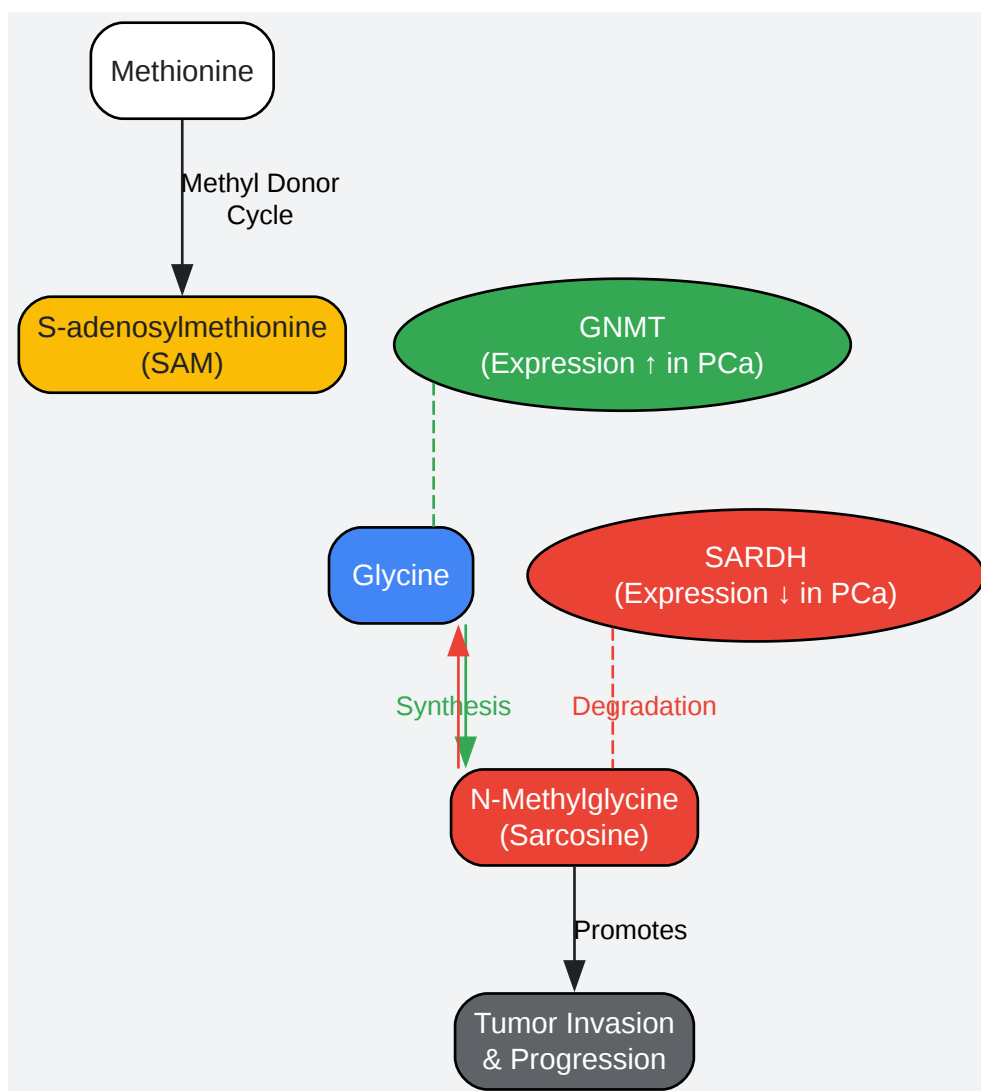 Methionine
Methyl Donor
Cycle
S-adenosylmethionine
(SAM)
GNMT
(Expression ↑ in PCa)
Glycine
SARDH
(Expression ↓ in PCa)
Synthesis
Degradation
N-Methylglycine
(Sarcosine)
Promotes
Tumor Invasion
& Progression